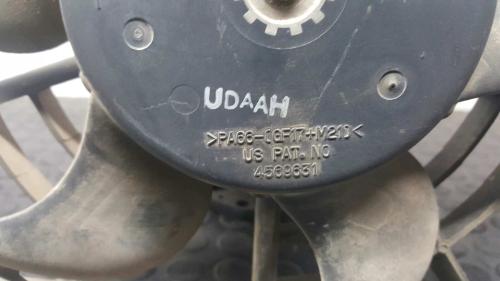 UDAAH
>PA66-(GF17+M21)<
US PAT. NO
4569631